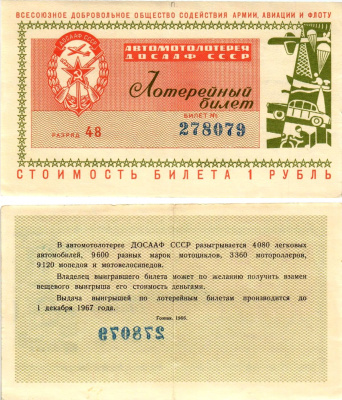 ВСЕСОЮЗНОЕ ДОБРОВОЛЬНОЕ ОБЩЕСТВО СОДЕЙСТВИЯ АРМИИ, АВИАЦИИ И ФЛОТУ
ДОСААФ СССР
АВТОМОТОЛОТЕРЕЯ
ДОСААФ СССР
Лотерейный
билет
БИЛЕТ №
РАЗРЯД 48
278079
СТОИМОСТЬ БИЛЕТА 1 РУБЛЬ
В автомотолотерее ДОСААФ СССР разыгрывается 4080 легковых
автомобилей, 9600 разных марок мотоциклов, 3360 мотороллеров,
9120 мопедов и мотовелосипедов.
Владелец выигравшего билета может по желанию получить взамен
вещевого выигрыша его стоимость деньгами.
Выдача выигрышей по лотерейным билетам производится до
1 декабря 1967 года.
Гознак. 1966.
278079